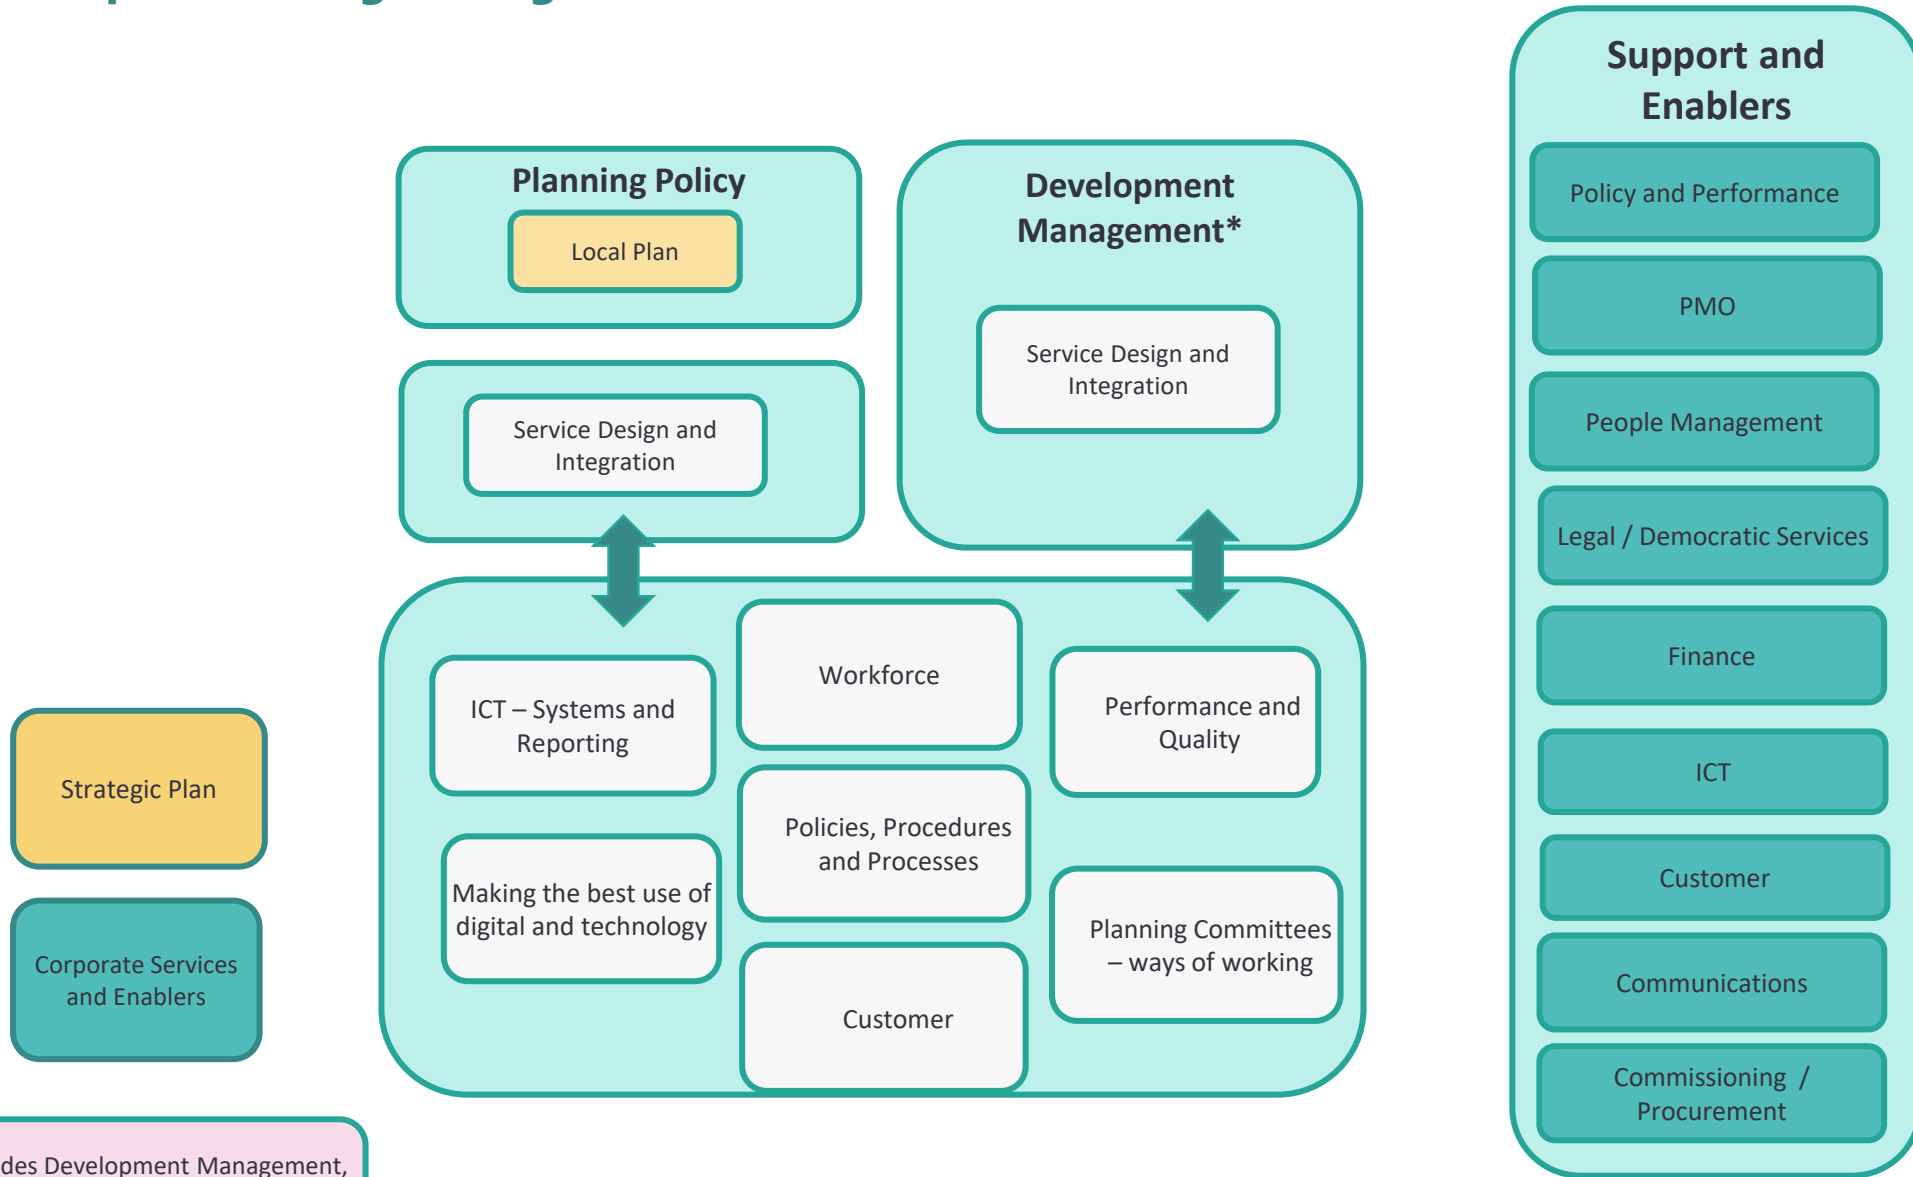 Support and
Enablers
Policy and Performance
PMO
People Management
Legal / Democratic Services
Finance
ICT
Customer
Communications
Commissioning /
Procurement
Planning Policy
Local Plan
Service Design and
Integration
Development
Management*
Service Design and
Integration
ICT – Systems and
Reporting
Making the best use of
digital and technology
Workforce
Policies, Procedures
and Processes
Customer
Performance and
Quality
Planning Committees
– ways of working
Strategic Plan
Corporate Services
and Enablers
Development Management,